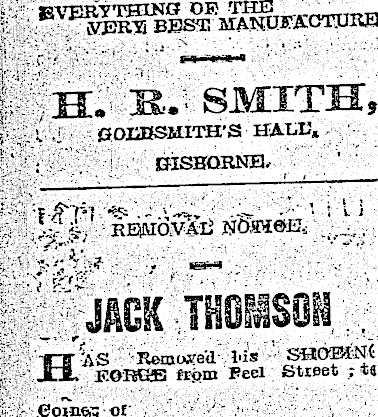 EVERYTHING OF THE
VERY BEST MANUFACTURE
H. R. SMITH,
GOLDSMITH'S HALL,
GISBORNE.
REMOVAL NOTICE.
JACK THOMSON
HAS Removed his SHOEING
FORGE from Peel Street ; to
Corner of